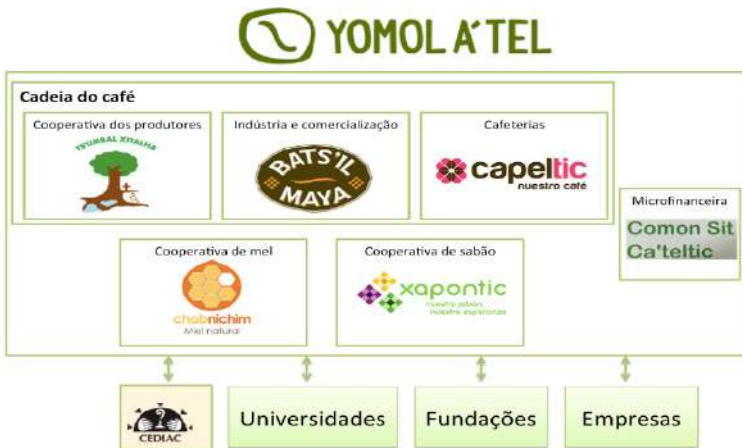 YOMOL A´TEL
Cadeia do café
Cooperativa dos produtores
Indústria e comercialização
Cafeterias
TS'UMBAL XITALHA
BATS'IL
MAYA
capeltic
nuestro café
Microfinanceira
Comon Sit
Ca'teltic
Cooperativa de mel
Cooperativa de sabão
chabnichim
Miel natural
xapontic
nuestro jabón,
nuestra esperanza
CEDIAC
Universidades
Fundações
Empresas